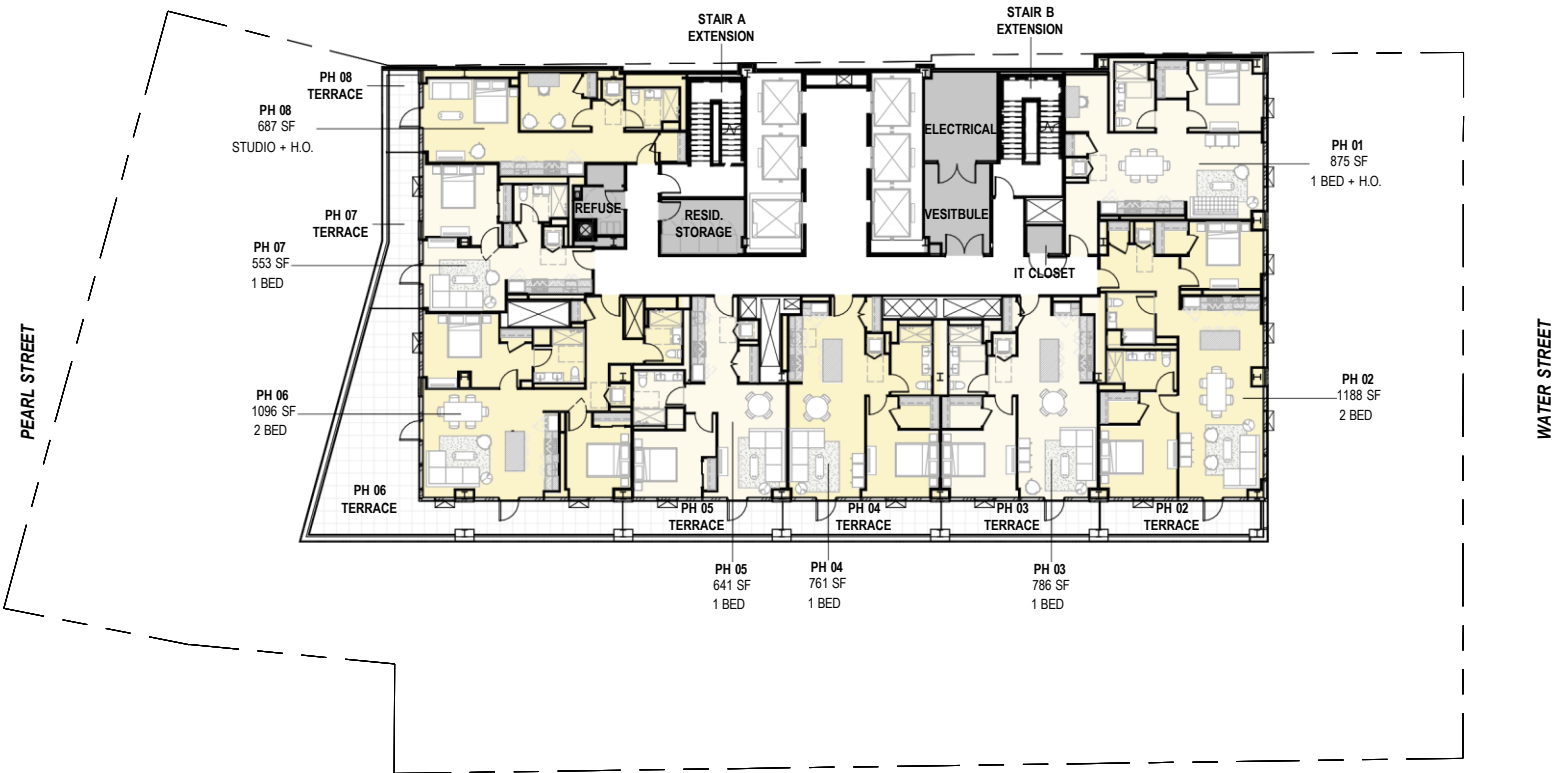 STAIR A
EXTENSION
STAIR B
EXTENSION
PH 08
TERRACE
PH 08
687 SF
STUDIO + H.O.
ELECTRICAL
PH 01
875 SF
1 BED + H.O.
REFUSE
RESID.
STORAGE
VESITBULE
PH 07
TERRACE
PH 07
553 SF
1 BED
IT CLOSET
PEARL STREET
WATER STREET
PH 06
1096 SF
2 BED
PH 02
1188 SF
2 BED
PH 06
TERRACE
PH 05
TERRACE
PH 04
TERRACE
PH 03
TERRACE
PH 02
TERRACE
PH 05
641 SF
1 BED
PH 04
761 SF
1 BED
PH 03
786 SF
1 BED